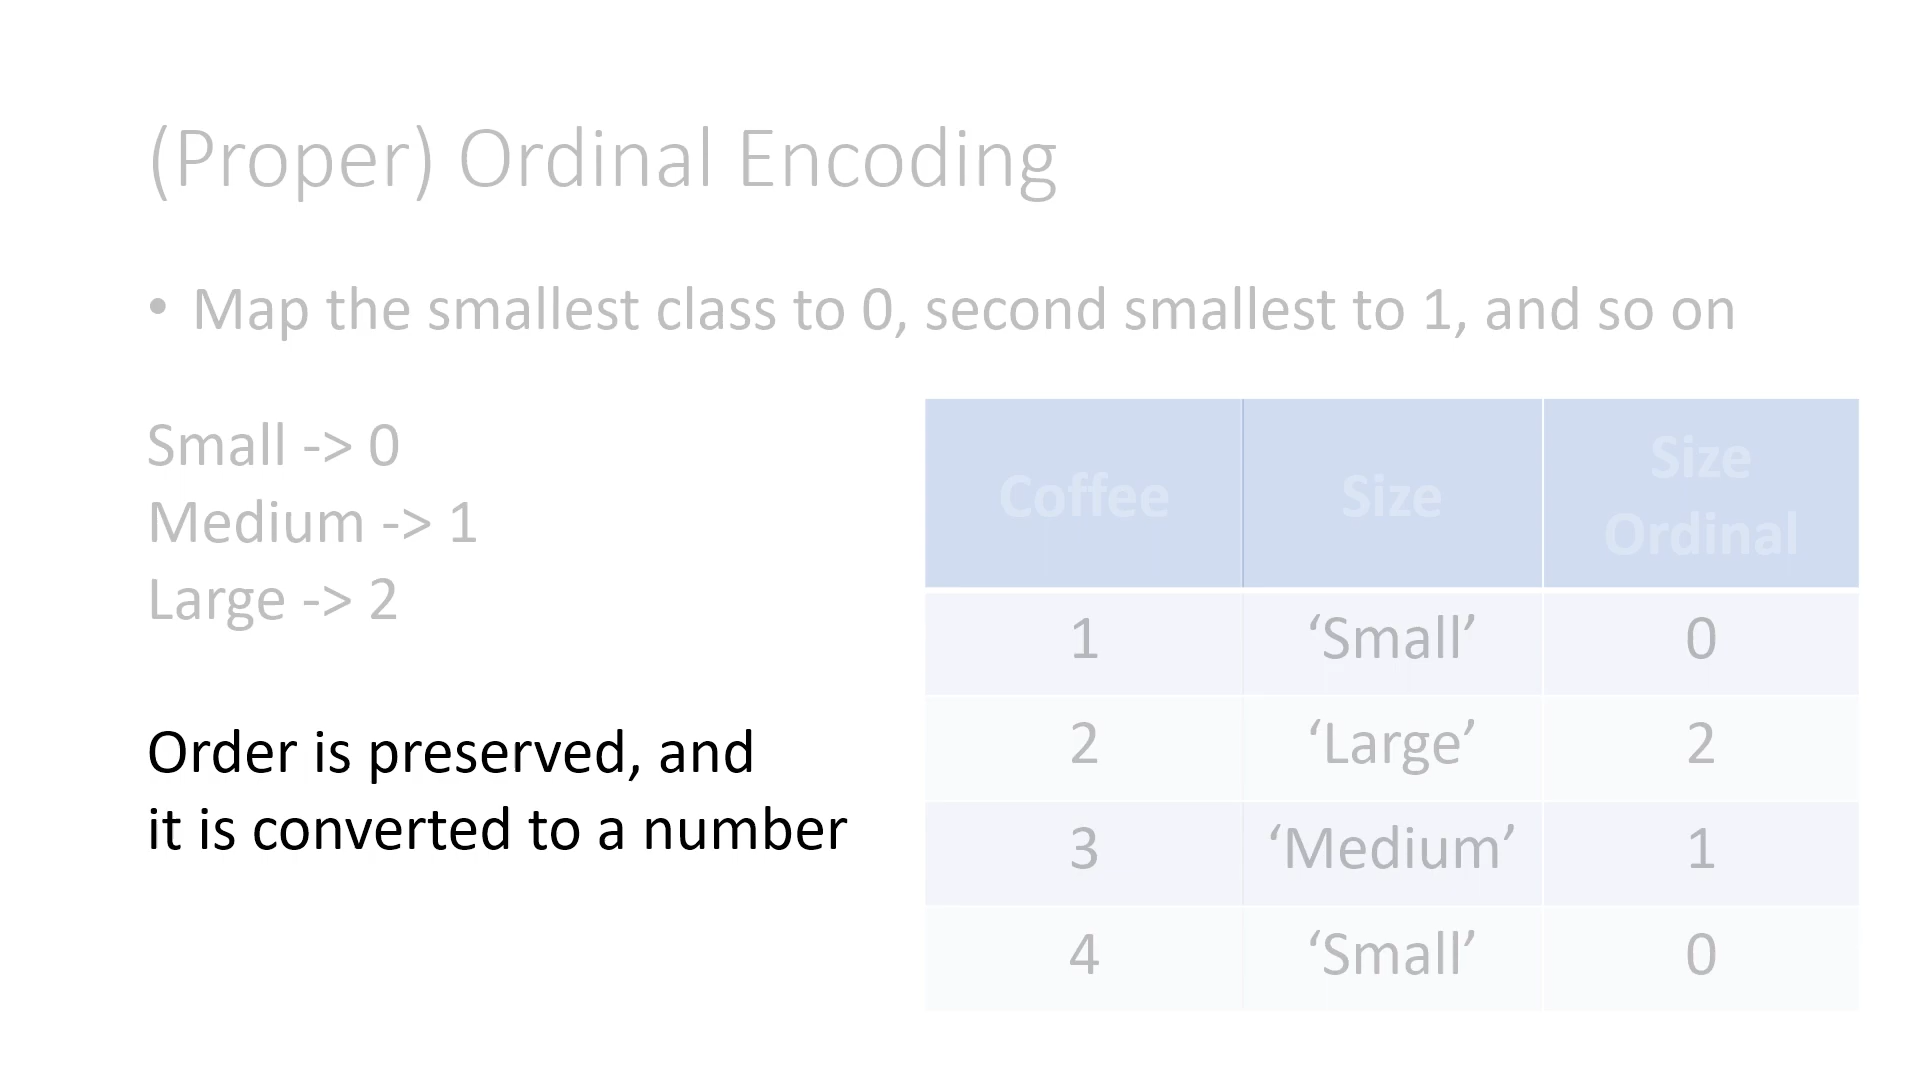 (Proper) Ordinal Encoding
• Map the smallest class to 0, second smallest to 1, and so on
Small -> 0
Medium -> 1
Large -> 2
Order is preserved, and
it is converted to a number
Coffee Size Size Ordinal
1 ‘Small’ 0
2 ‘Large’ 2
3 ‘Medium’ 1
4 ‘Small’ 0